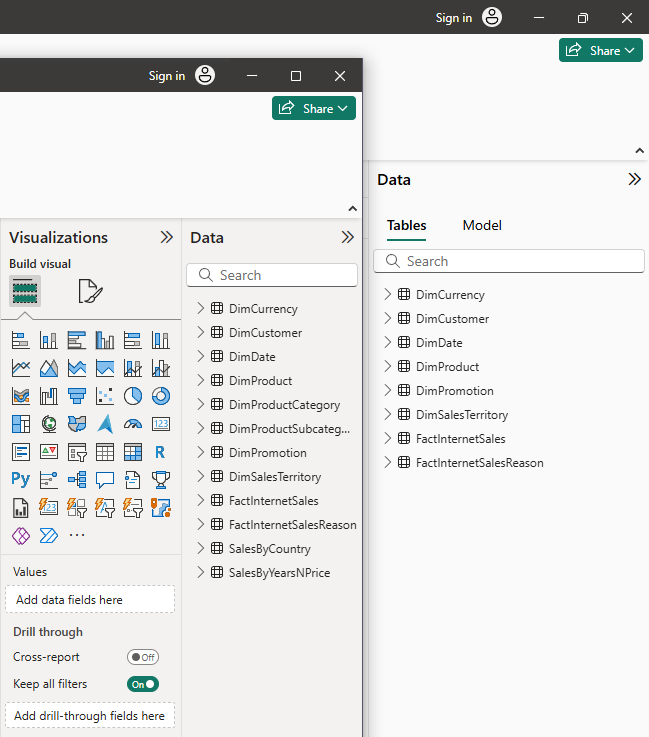 Sign in
Share
Sign in
Share
Data
Tables Model
Search
DimCurrency
DimCustomer
DimDate
DimProduct
DimPromotion
DimSalesTerritory
FactInternetSales
FactInternetSalesReason
Visualizations
Build visual
123
R
Py
123
Values
Add data fields here
Drill through
Cross-report Off
Keep all filters On
Add drill-through fields here
Data
Search
DimCurrency
DimCustomer
DimDate
DimProduct
DimProductCategory
DimProductSubcateg...
DimPromotion
DimSalesTerritory
FactInternetSales
FactInternetSalesReason
SalesByCountry
SalesByYearsNPrice